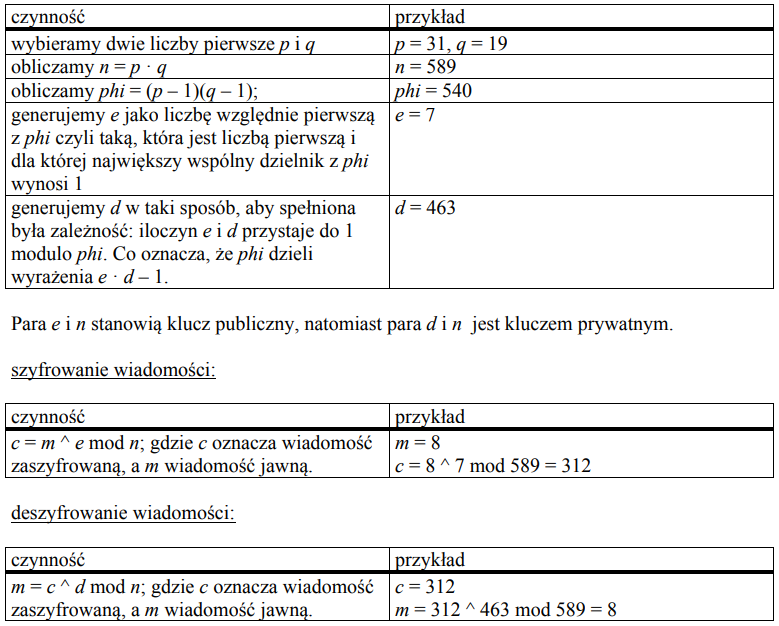 czynność przykład
wybieramy dwie liczby pierwsze p i q p = 31, q = 19
obliczamy n = p · q n = 589
obliczamy phi = (p – 1)(q – 1); phi = 540
generujemy e jako liczbę względnie pierwszą e = 7
z phi czyli taką, która jest liczbą pierwszą i
dla której największy wspólny dzielnik z phi
wynosi 1
generujemy d w taki sposób, aby spełniona d = 463
była zależność: iloczyn e i d przystaje do 1
modulo phi. Co oznacza, że phi dzieli
wyrażenia e · d – 1.
Para e i n stanowią klucz publiczny, natomiast para d i n jest kluczem prywatnym.
szyfrowanie wiadomości:
czynność przykład
c = m ^ e mod n; gdzie c oznacza wiadomość m = 8
zaszyfrowaną, a m wiadomość jawną. c = 8 ^ 7 mod 589 = 312
deszyfrowanie wiadomości:
czynność przykład
m = c ^ d mod n; gdzie c oznacza wiadomość c = 312
zaszyfrowaną, a m wiadomość jawną. m = 312 ^ 463 mod 589 = 8